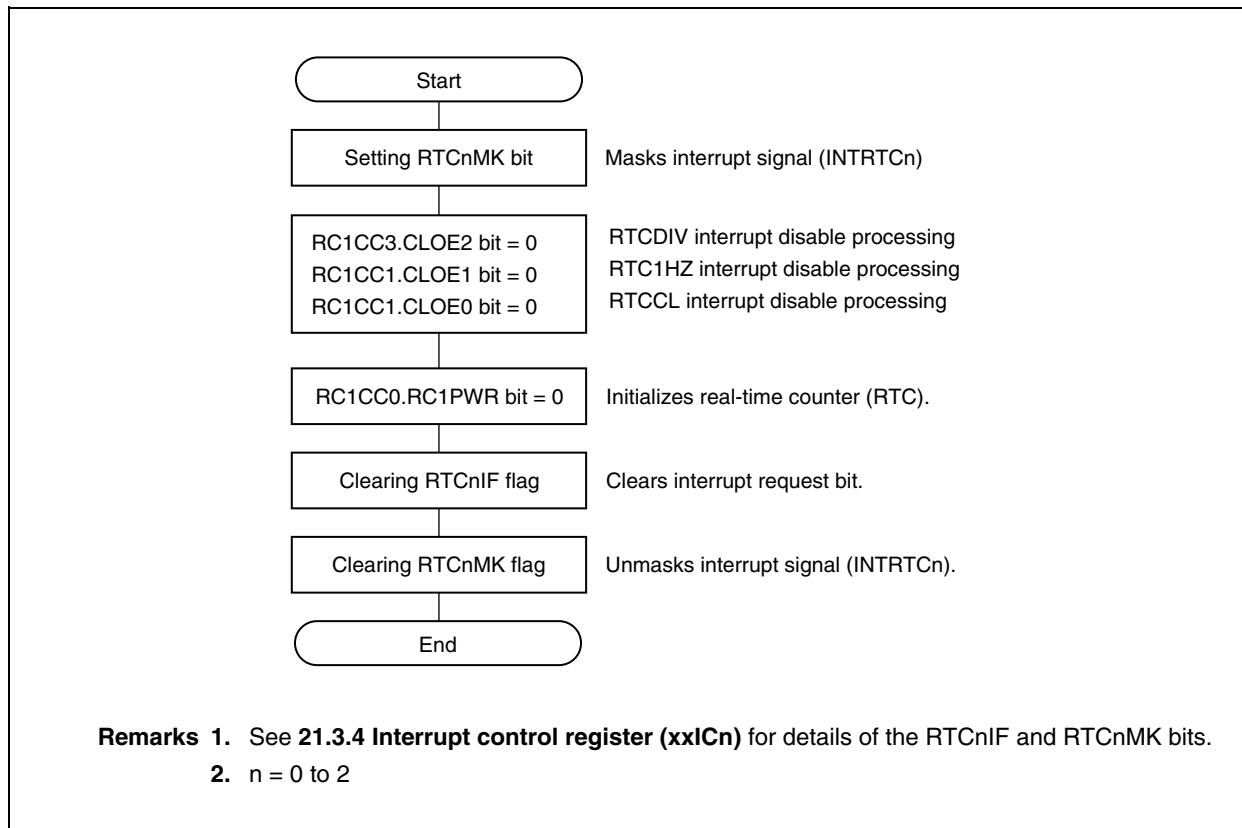 Start
Setting RTCnMK bit Masks interrupt signal (INTRTCn)
RC1CC3.CLOE2 bit = 0 RTCDIV interrupt disable processing
RC1CC1.CLOE1 bit = 0 RTC1HZ interrupt disable processing
RC1CC1.CLOE0 bit = 0 RTCCL interrupt disable processing
RC1CC0.RC1PWR bit = 0 Initializes real-time counter (RTC).
Clearing RTCnIF flag Clears interrupt request bit.
Clearing RTCnMK flag Unmasks interrupt signal (INTRTCn).
End
Remarks 1. See 21.3.4 Interrupt control register (xxICn) for details of the RTCnIF and RTCnMK bits.
2. n = 0 to 2